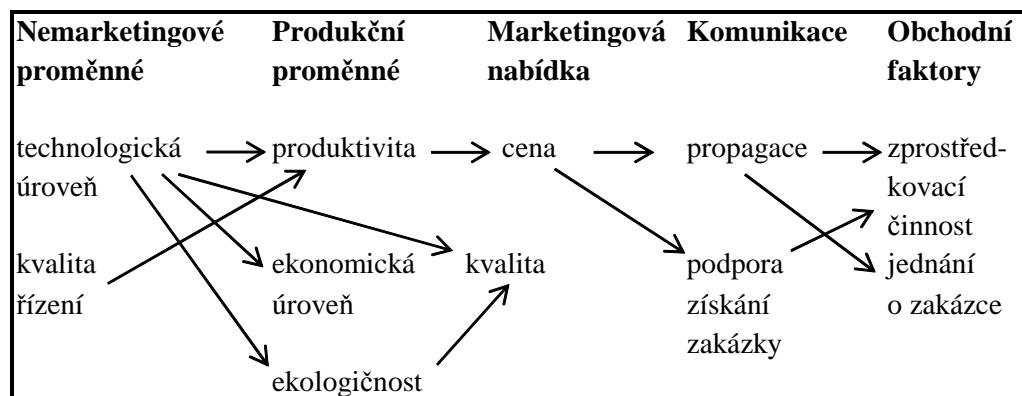 Nemarketingové Produkční Marketingová Komunikace Obchodní
proměnné proměnné nabídka faktory
technologická produktivita cena propagace zprostřed-
úroveň kovací
činnost
kvalita ekonomická kvalita podpora jednání
řízení úroveň získání o zakázce
zakázky
ekologičnost